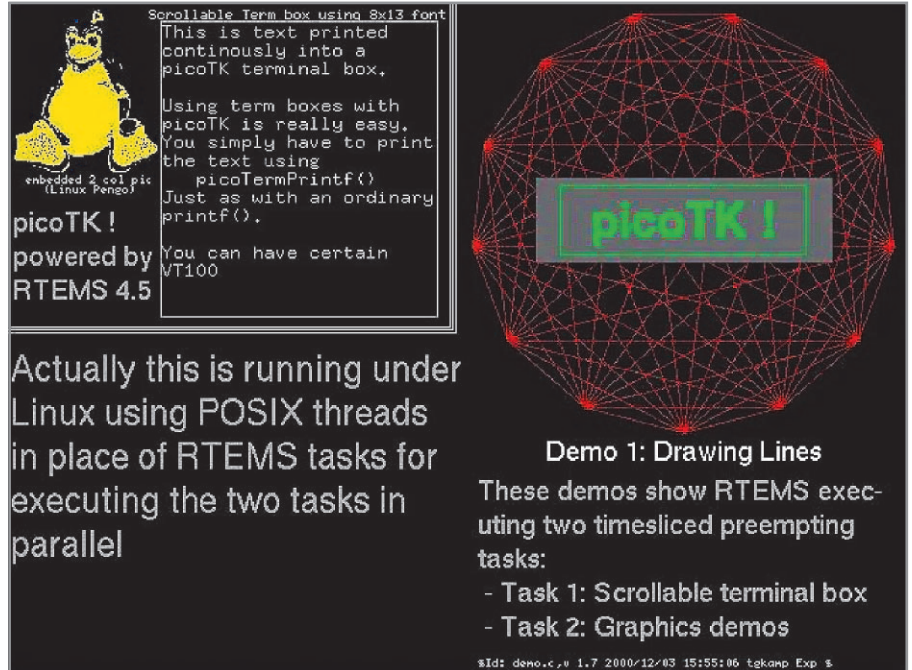 Scrollable Term box using 8x13 font
This is text printed
continously into a
picoTK terminal box.
Using term boxes with
picoTK is really easy.
You simply have to print
the text using
picoTermPrintf()
Just as with an ordinary
printf().
You can have certain
VT100
embedded 2 col pic
(Linux Pengo)
picoTK !
powered by
RTEMS 4.5
Actually this is running under
Linux using POSIX threads
in place of RTEMS tasks for
executing the two tasks in
parallel
picoTK !
Demo 1: Drawing Lines
These demos show RTEMS exec-
uting two timesliced preempting
tasks:
- Task 1: Scrollable terminal box
- Task 2: Graphics demos
$Id: demo.c,v 1.7 2000/12/03 15:55:06 tgkamp Exp $